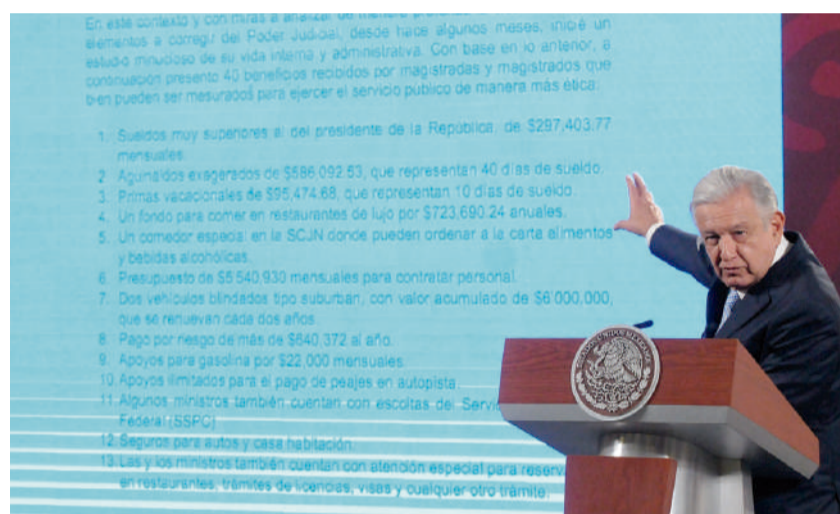 En este contexto y con miras a analizar de manera
elementos a corregir del Poder Judicial, desde hace algunos meses, inicié un
estudio minucioso de su vida interna y administrativa. Con base en lo anterior, a
continuación presento 40 beneficios recibidos por magistradas y magistrados que
bien pueden ser mesurados para ejercer el servicio público de manera más ética:
1. Sueldos muy superiores al del presidente de la República, de $297,403.77
mensuales.
2. Aguinaldos exagerados de $586,092.53, que representan 40 días de sueldo.
3. Primas vacacionales de $95,474.68, que representan 10 días de sueldo.
4. Un fondo para comer en restaurantes de lujo por $723,690.24 anuales.
5. Un comedor especial en la SCJN donde pueden ordenar a la carta alimentos
y bebidas alcohólicas.
6. Presupuesto de $5'540,930 mensuales para contratar personal.
7. Dos vehículos blindados tipo suburban, con valor acumulado de $6'000,000,
que se renuevan cada dos años.
8. Pago por riesgo de más de $640,372 al año.
9. Apoyos para gasolina por $22,000 mensuales.
10. Apoyos ilimitados para el pago de peajes en autopista.
11. Algunos ministros también cuentan con escoltas del
Federal (SSPC)
12. Seguros para autos y casa habitación.
13. Las y los ministros también cuentan con atención especial para
en restaurantes, trámites de licencias, visas y cualquier otro trámite.